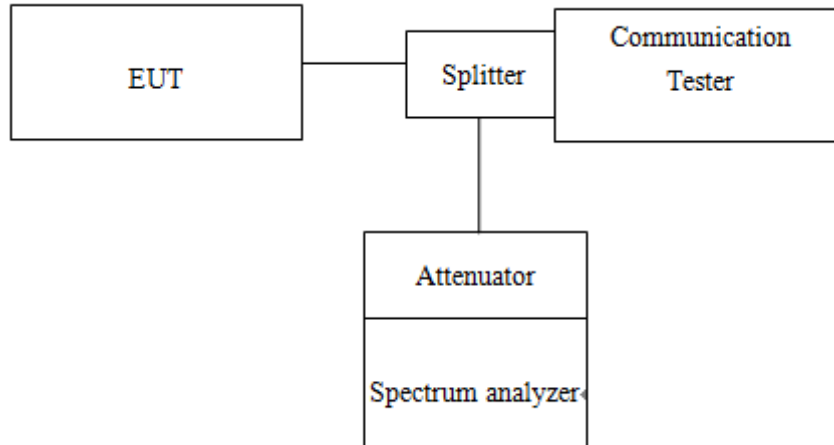 EUT
Splitter
Communication
Tester
Attenuator
Spectrum analyzer